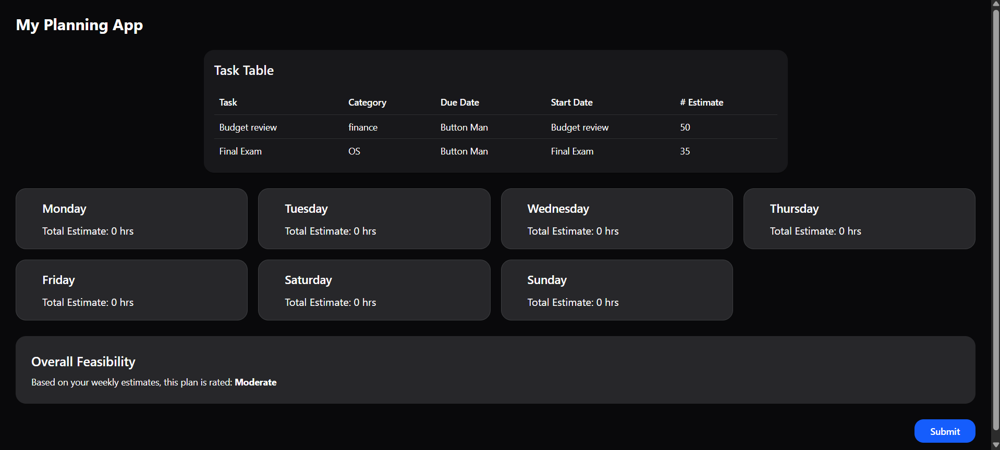 My Planning App
Task Table
Task Category Due Date Start Date # Estimate
Budget review finance Button Man Budget review 50
Final Exam OS Button Man Final Exam 35
Monday Tuesday Wednesday Thursday
Total Estimate: 0 hrs Total Estimate: 0 hrs Total Estimate: 0 hrs Total Estimate: 0 hrs
Friday Saturday Sunday
Total Estimate: 0 hrs Total Estimate: 0 hrs Total Estimate: 0 hrs
Overall Feasibility
Based on your weekly estimates, this plan is rated: Moderate
Submit